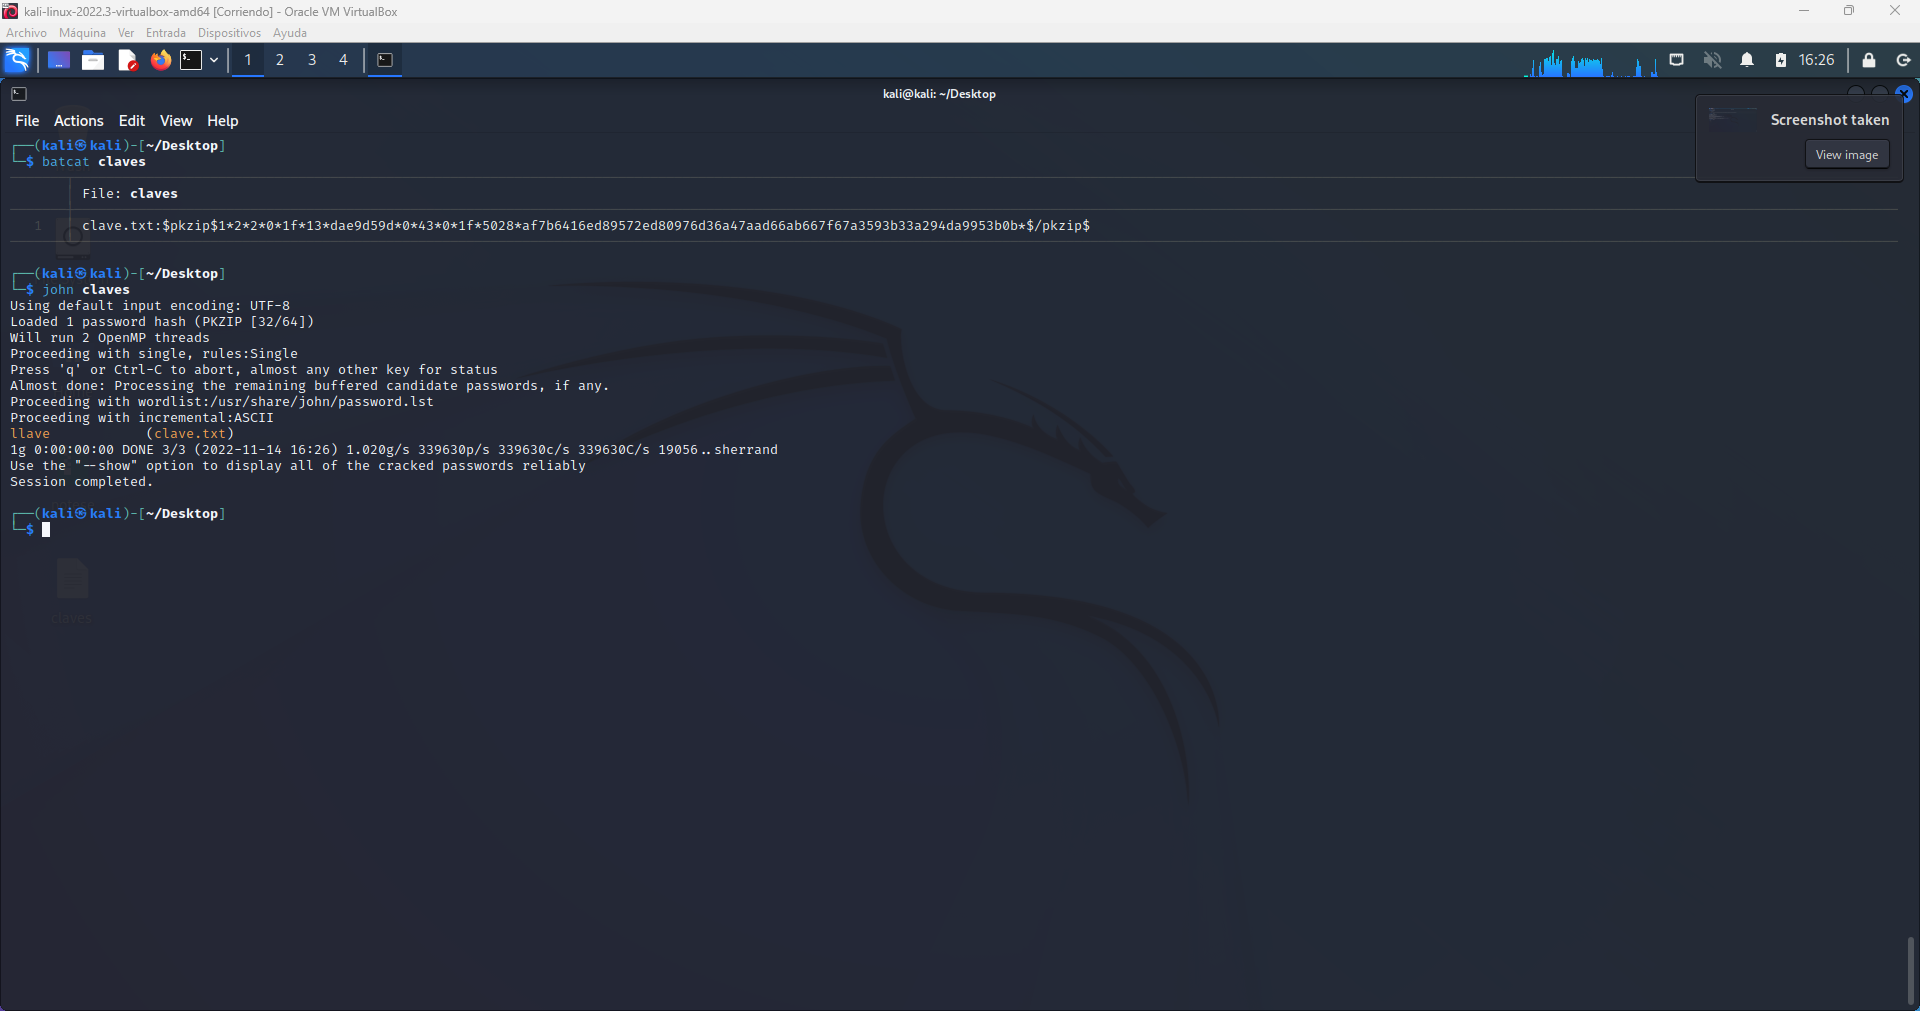 kali-linux-2022.3-virtualbox-amd64 [Corriendo] - Oracle VM VirtualBox
Archivo Máquina Ver Entrada Dispositivos Ayuda
1 2 3 4 16:26
kali@kali: ~/Desktop
Screenshot taken
View image
File Actions Edit View Help
┌──(kali㉿kali)-[~/Desktop]
└─$ batcat claves
File: claves
1 clave.txt:$pkzip$1*2*2*0*1f*13*dae9d59d*0*43*0*1f*5028*af7b6416ed89572ed80976d36a47aad66ab667f67a3593b33a294da9953b0b*$/pkzip$
┌──(kali㉿kali)-[~/Desktop]
└─$ john claves
Using default input encoding: UTF-8
Loaded 1 password hash (PKZIP [32/64])
Will run 2 OpenMP threads
Proceeding with single, rules:Single
Press 'q' or Ctrl-C to abort, almost any other key for status
Almost done: Processing the remaining buffered candidate passwords, if any.
Proceeding with wordlist:/usr/share/john/password.lst
Proceeding with incremental:ASCII
llave (clave.txt)
1g 0:00:00:00 DONE 3/3 (2022-11-14 16:26) 1.020g/s 339630p/s 339630c/s 339630C/s 19056..sherrand
Use the "--show" option to display all of the cracked passwords reliably
Session completed.
┌──(kali㉿kali)-[~/Desktop]
└─$
claves